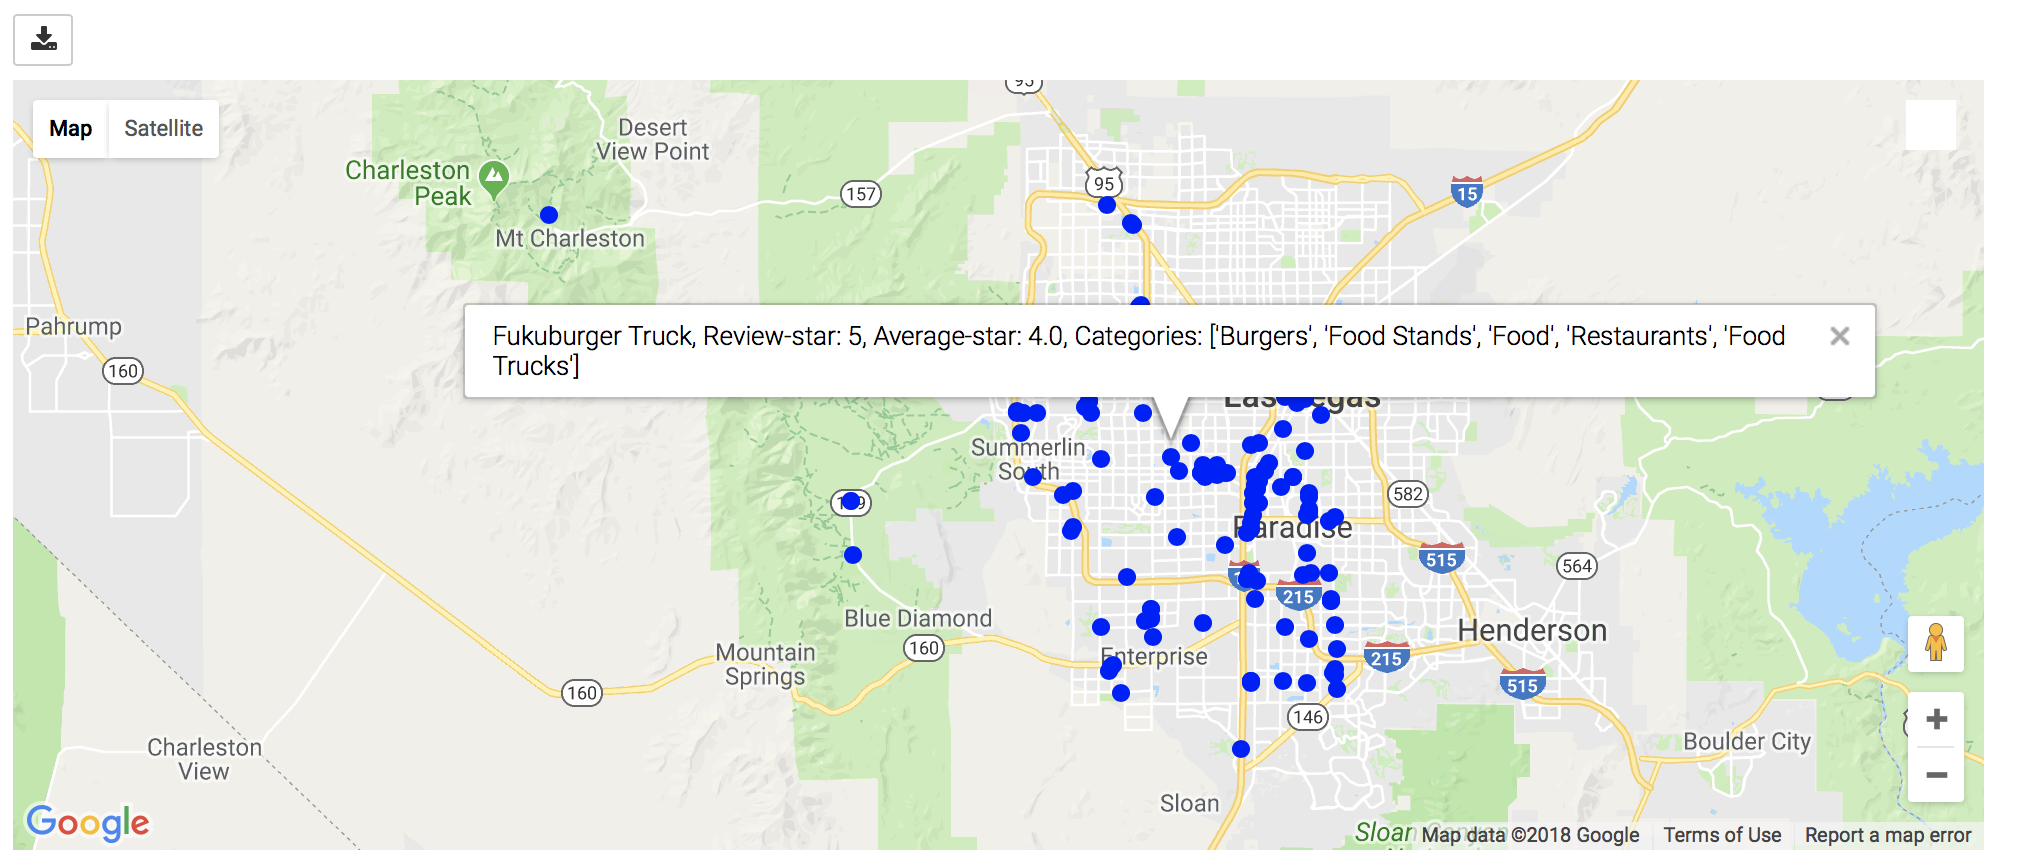 95
Map
Satellite
Desert
View Point
Charleston
Peak
157
95
15
Mt Charleston
Pahrump
160
Fukuburger Truck, Review-star: 5, Average-star: 4.0, Categories: ['Burgers', 'Food Stands', 'Food', 'Restaurants', 'Food
Trucks']
Las Vegas
Summerlin
South
582
Paradise
515
564
215
Blue Diamond
160
Henderson
Mountain
Springs
Enterprise
215
160
515
146
Charleston
View
Boulder City
Sloan
Google
Sloan Canyon
Map data ©2018 Google
Terms of Use
Report a map error